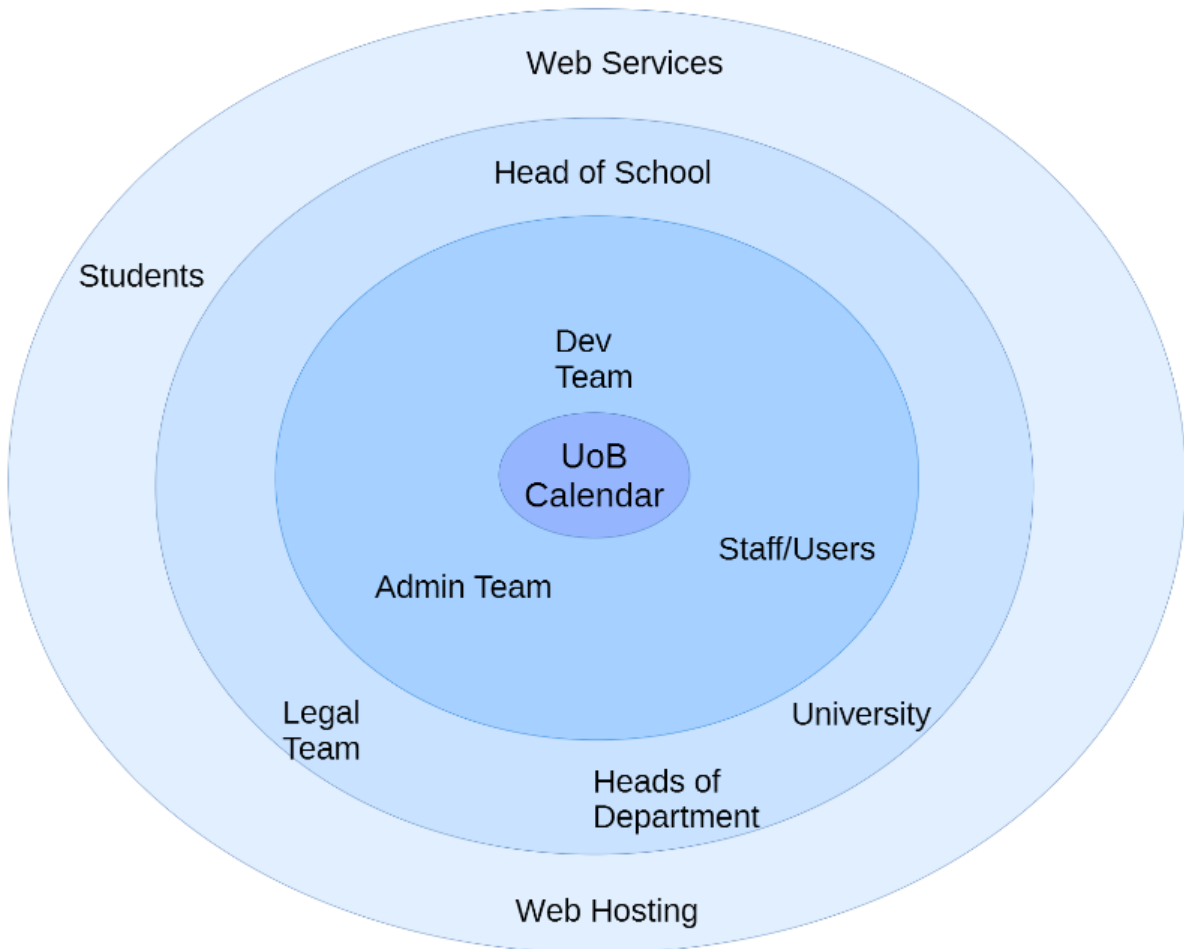 Web Services
Head of School
Students
Dev
Team
UoB
Calendar
Staff/Users
Admin Team
Legal
Team
University
Heads of
Department
Web Hosting